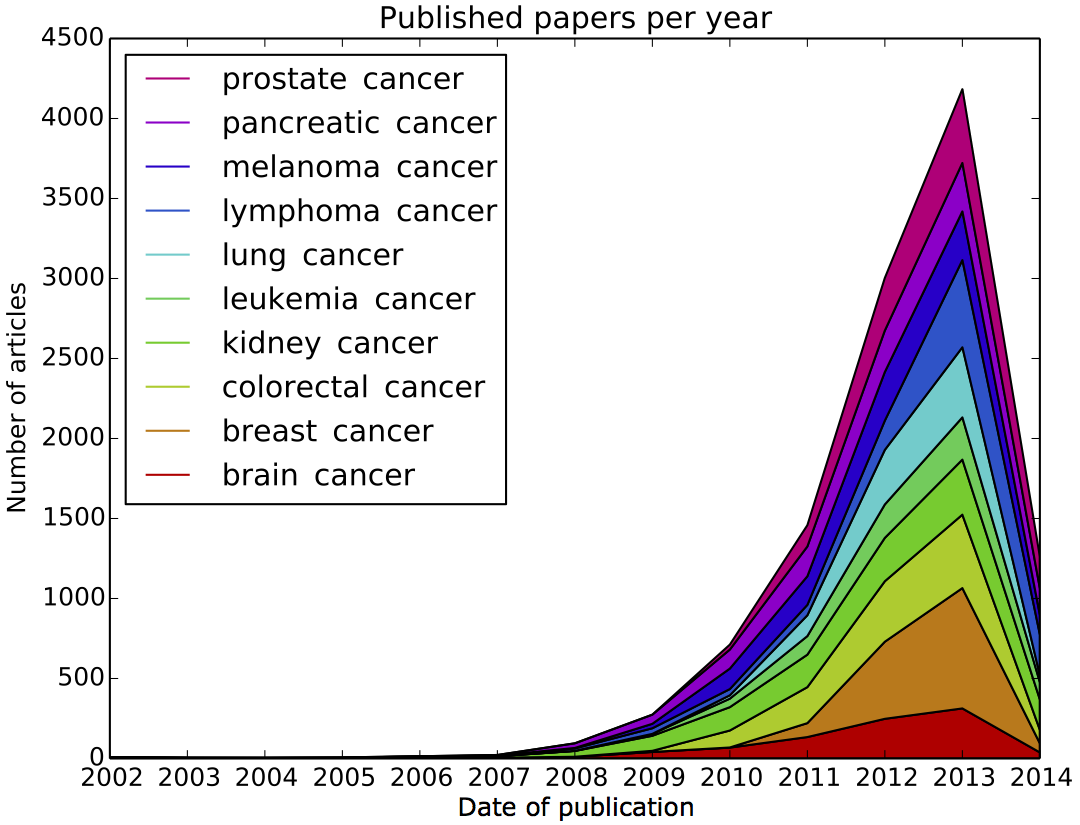 Published papers per year
4500
4000
3500
3000
2500
2000
1500
1000
500
0
Number of articles
prostate cancer
pancreatic cancer
melanoma cancer
lymphoma cancer
lung cancer
leukemia cancer
kidney cancer
colorectal cancer
breast cancer
brain cancer
2002 2003 2004 2005 2006 2007 2008 2009 2010 2011 2012 2013 2014
Date of publication